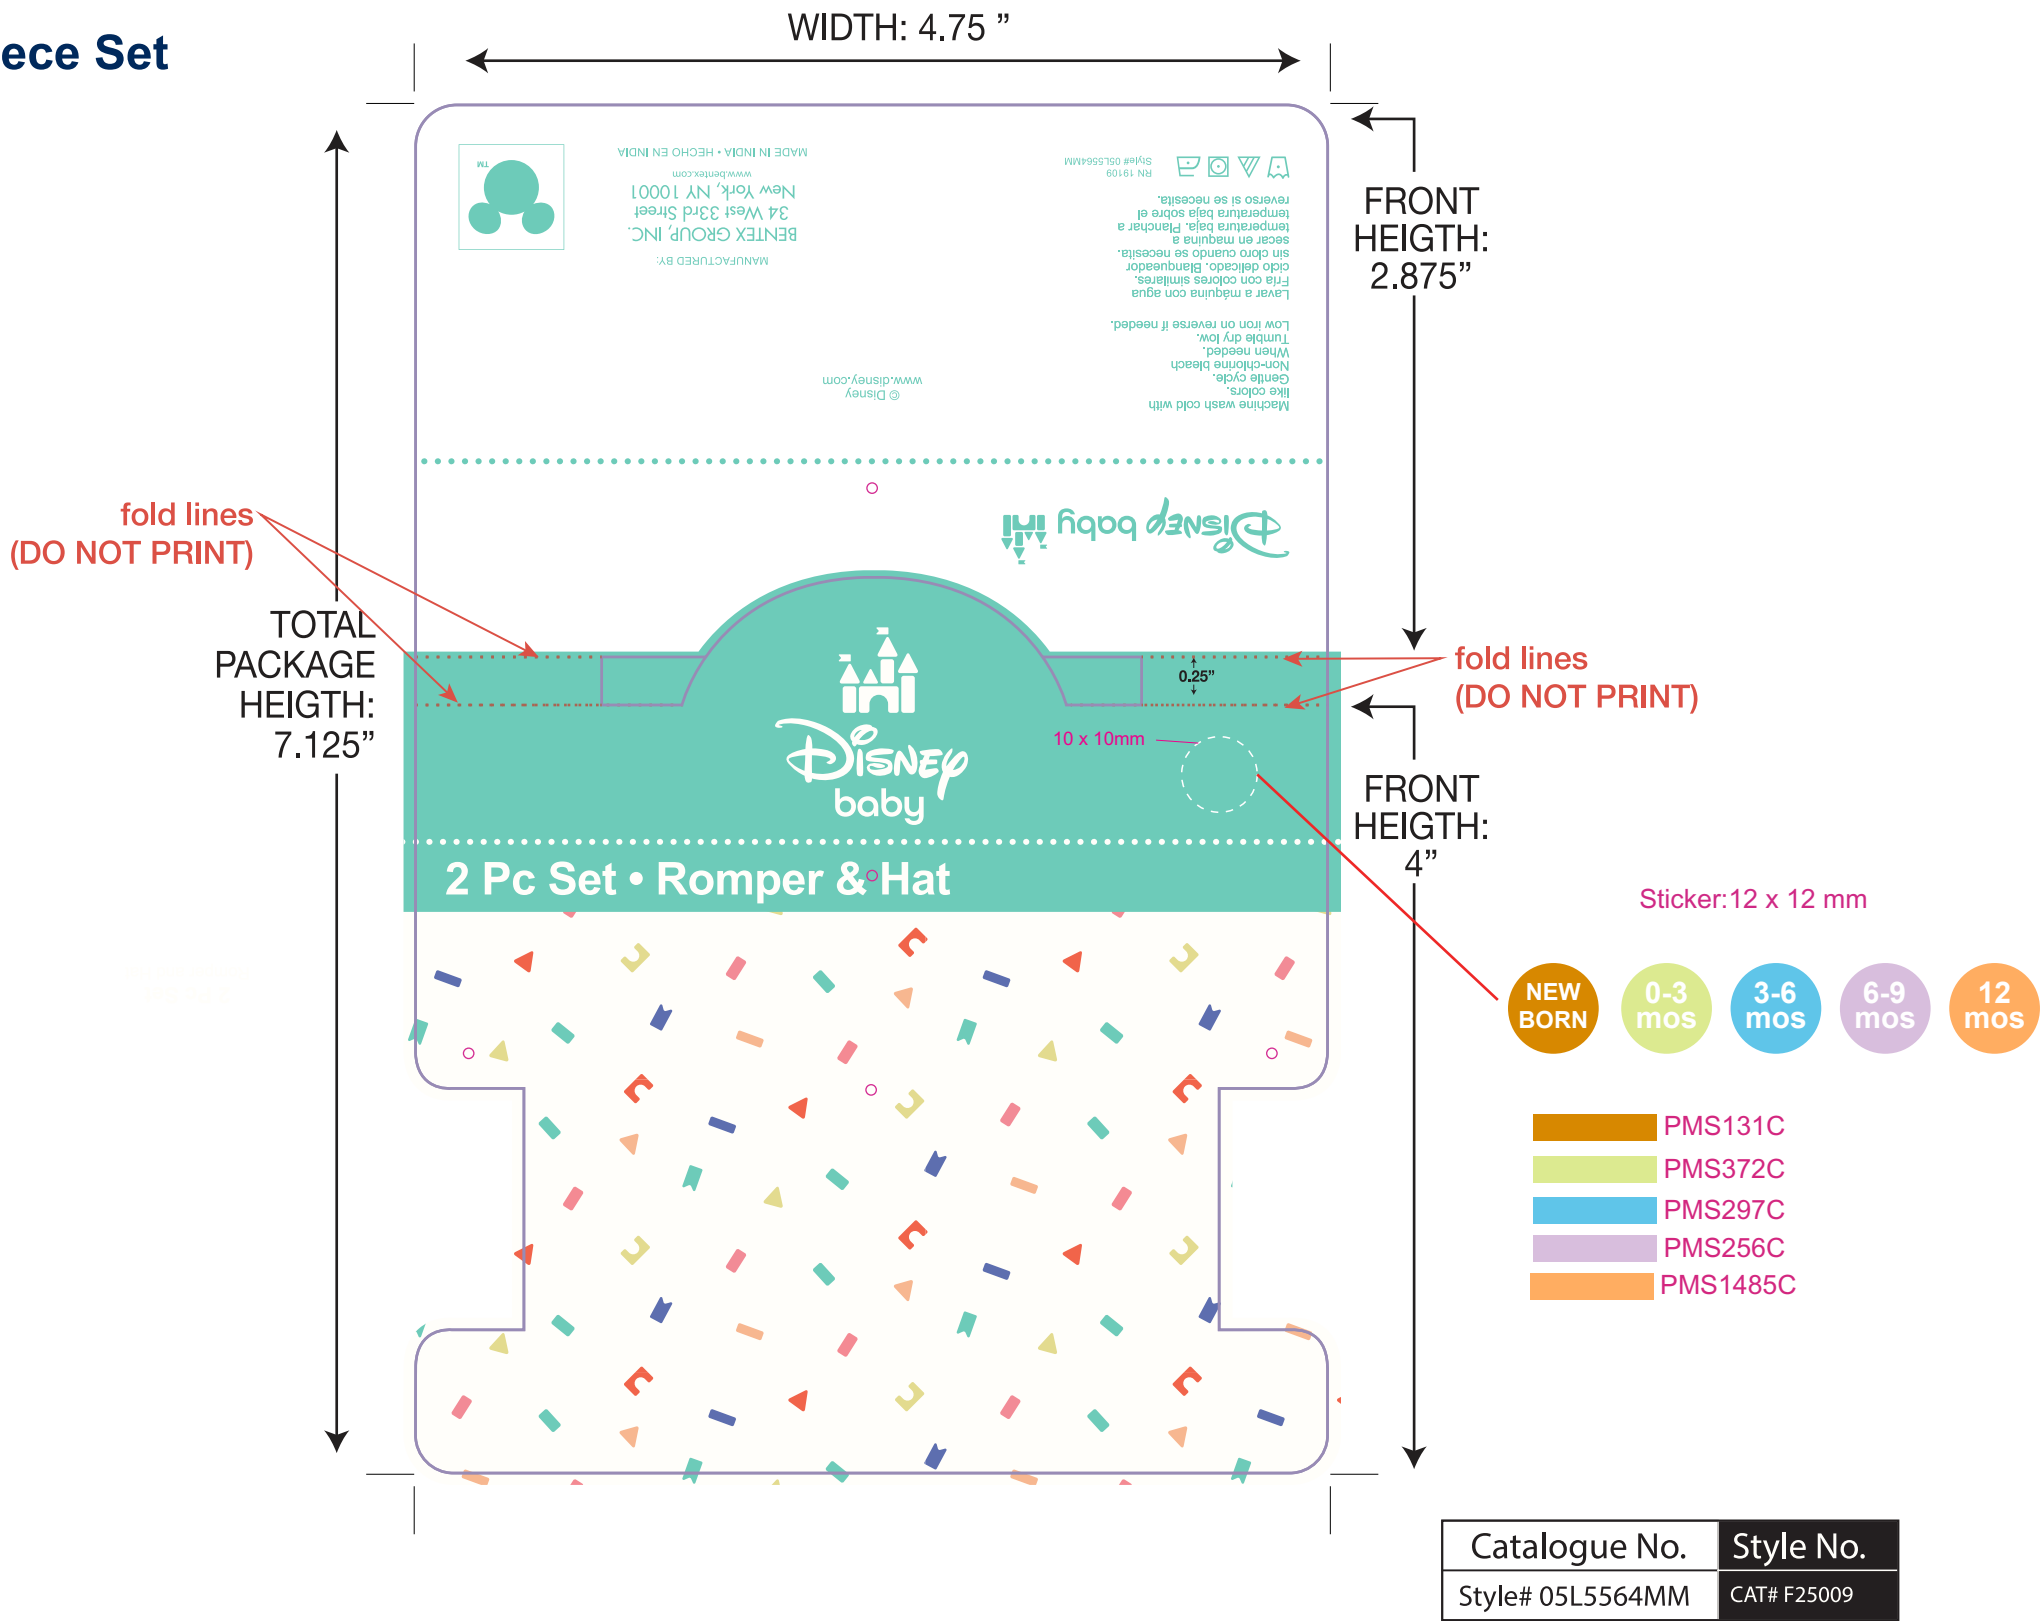 ece Set
WIDTH: 4.75 ”
TM
MADE IN INDIA • HECHO EN INDIA
www.bentex.com
New York, NY 10001
34 West 33rd Street
BENTEX GROUP, INC.
MANUFACTURED BY:
© Disney
www.disney.com
Machine wash cold with
like colors.
Gentle cycle.
Non-chlorine bleach
When needed.
Tumble dry low.
Low iron on reverse if needed.
Lavar a máquina con agua
Fría con colores similares.
ciclo delicado. Blanqueador
sin cloro cuando se necesita.
secar en maquina a
temperatura baja. Planchar a
temperatura baja sobre el
reverso si se necesita.
RN 19109
Style# 05L5564MM
FRONT
HEIGTH:
2.875”
Disney baby
fold lines
(DO NOT PRINT)
TOTAL
PACKAGE
HEIGTH:
7.125”
0.25”
fold lines
(DO NOT PRINT)
Disney
baby
10 x 10mm
FRONT
HEIGTH:
4”
2 Pc Set • Romper & Hat
Sticker:12 x 12 mm
NEW
BORN
0-3
mos
3-6
mos
6-9
mos
12
mos
PMS131C
PMS372C
PMS297C
PMS256C
PMS1485C
Catalogue No. Style No.
Style# 05L5564MM CAT# F25009